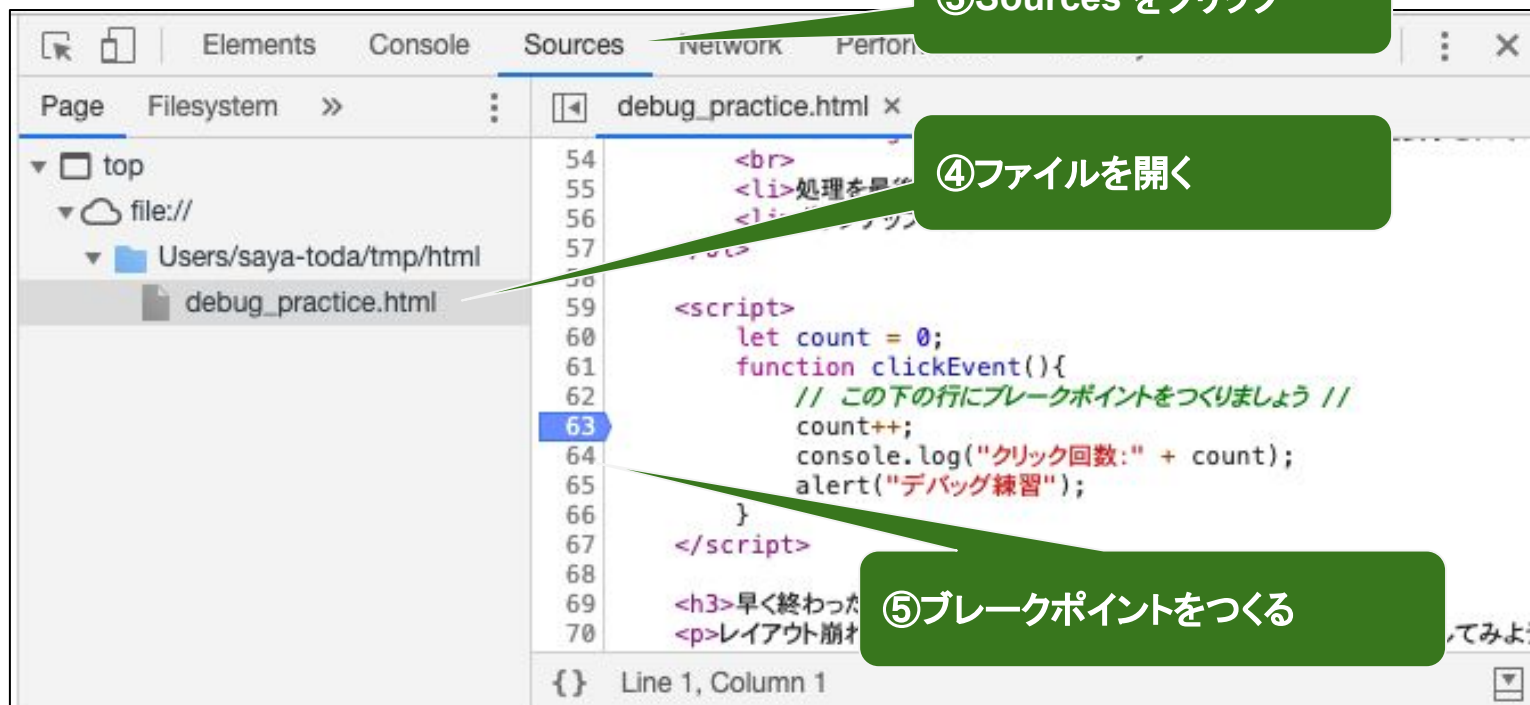 ③Sources をクリック
Elements Console Sources Network
Page Filesystem »
debug_practice.html ×
top
file://
Users/saya-toda/tmp/html
debug_practice.html
④ファイルを開く
54 <br>
55 <li>処理を最後
56
57
58
59 <script>
60 let count = 0;
61 function clickEvent(){
62 // この下の行にブレークポイントをつくりましょう //
63 count++;
64 console.log("クリック回数:" + count);
65 alert("デバッグ練習");
66 }
67 </script>
68
69 <h3>早く終わった
70 <p>レイアウト崩れ
してみよう
⑤ブレークポイントをつくる
{} Line 1, Column 1